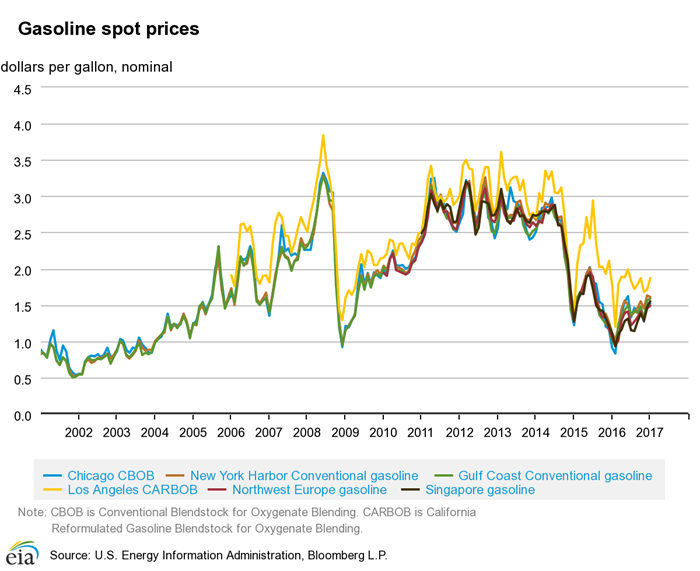 Gasoline spot prices
dollars per gallon, nominal
4.5
4.0
3.5
3.0
2.5
2.0
1.5
1.0
0.5
0.0
2002 2003 2004 2005 2006 2007 2008 2009 2010 2011 2012 2013 2014 2015 2016 2017
Chicago CBOB New York Harbor Conventional gasoline Gulf Coast Conventional gasoline
Los Angeles CARBOB Northwest Europe gasoline Singapore gasoline
Note: CBOB is Conventional Blendstock for Oxygenate Blending. CARBOB is California
Reformulated Gasoline Blendstock for Oxygenate Blending.
eia Source: U.S. Energy Information Administration, Bloomberg L.P.